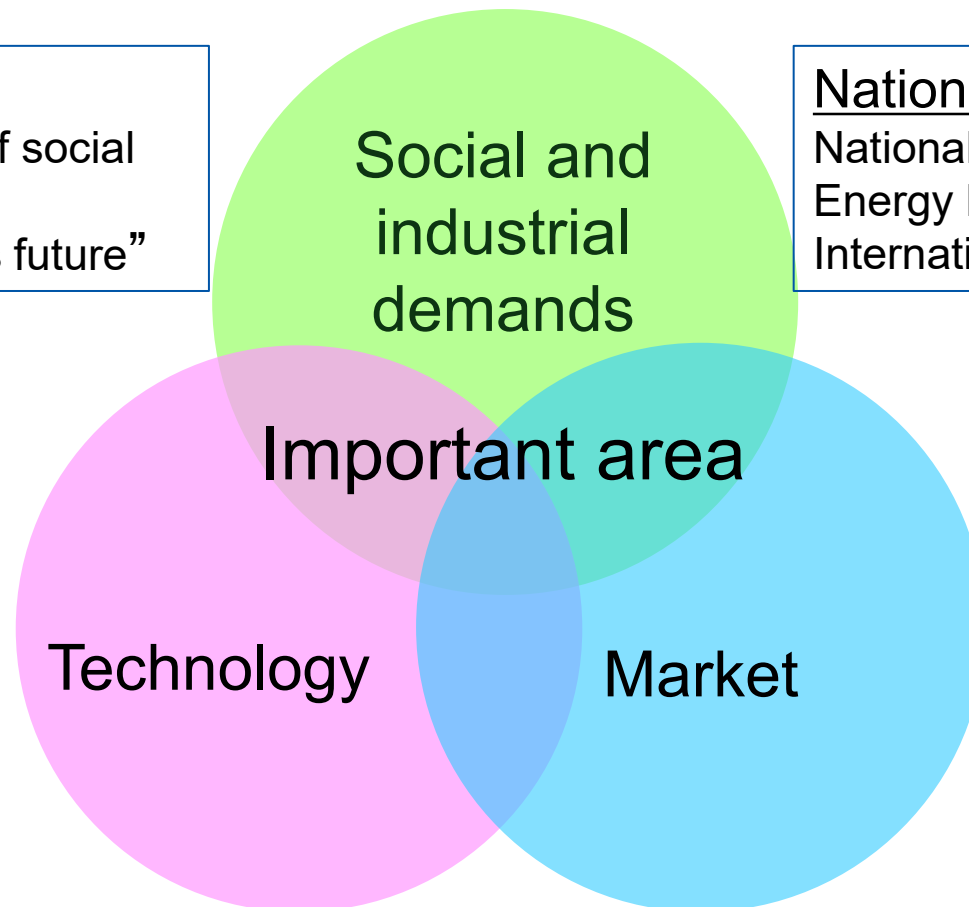 f social
s future”
Social and
industrial
demands
Nation
National
Energy
Internati
Important area
Technology
Market